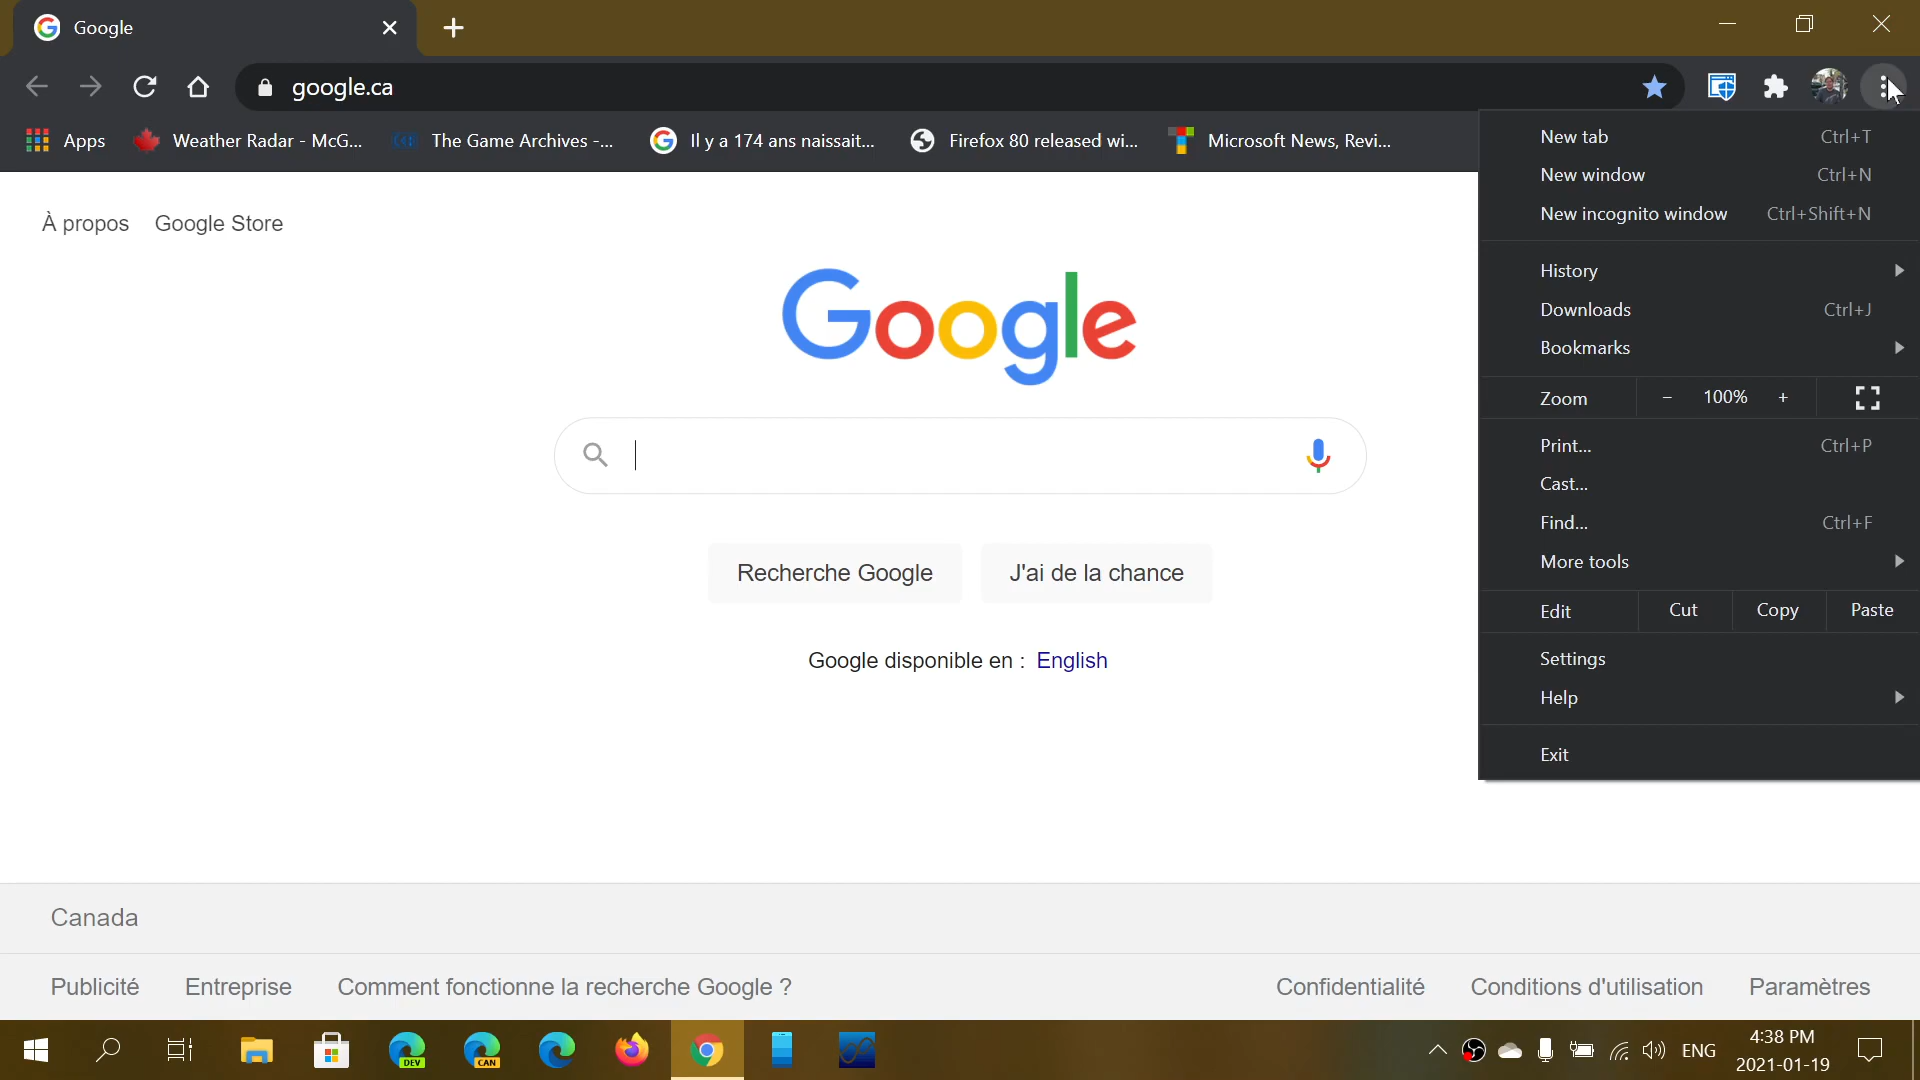 Google
google.ca
Apps
Weather Radar - McG...
The Game Archives -...
Il y a 174 ans naissait...
Firefox 80 released wi...
Microsoft News, Revi...
À propos
Google Store
Google
Recherche Google
J'ai de la chance
Google disponible en : English
New tab Ctrl+T
New window Ctrl+N
New incognito window Ctrl+Shift+N
History
Downloads Ctrl+J
Bookmarks
Zoom - 100% +
Print... Ctrl+P
Cast...
Find... Ctrl+F
More tools
Edit Cut Copy Paste
Settings
Help
Exit
Canada
Publicité Entreprise Comment fonctionne la recherche Google ? Confidentialité Conditions d'utilisation Paramètres
DEV
CAN
ENG
4:38 PM
2021-01-19